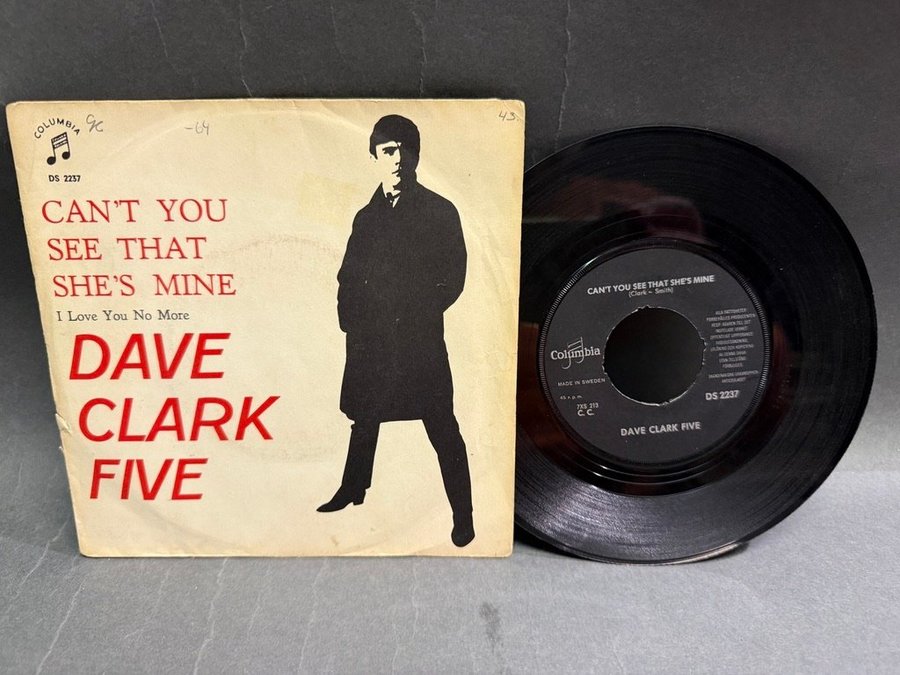 COLUMBIA
-64
43
DS 2237
CAN'T YOU
SEE THAT
SHE'S MINE
I Love You No More
DAVE
CLARK
FIVE
CAN'T YOU SEE THAT SHE'S MINE
(Clark – Smith)
Columbia
MADE IN SWEDEN
45 r.p.m.
7XS 213
C. C.
DS 2237
DAVE CLARK FIVE